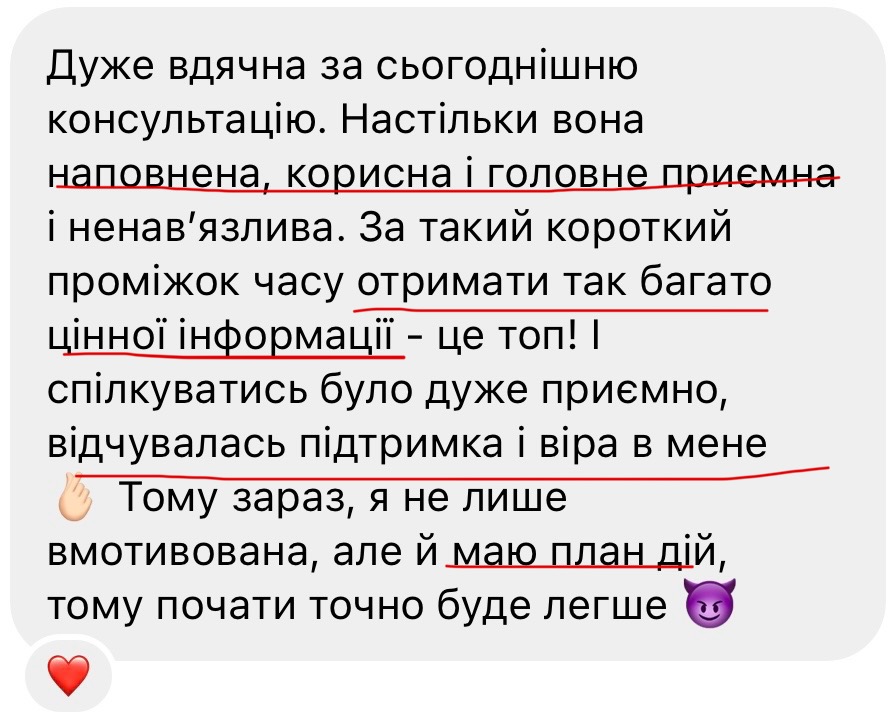 Дуже вдячна за сьогоднішню
консультацію. Настільки вона
наповнена, корисна і головне приємна
і ненав’язлива. За такий короткий
проміжок часу отримати так багато
цінної інформації - це топ! І
спілкуватись було дуже приємно,
відчувалась підтримка і віра в мене
🫰🏻 Тому зараз, я не лише
вмотивована, але й маю план дій,
тому почати точно буде легше 😈
❤️